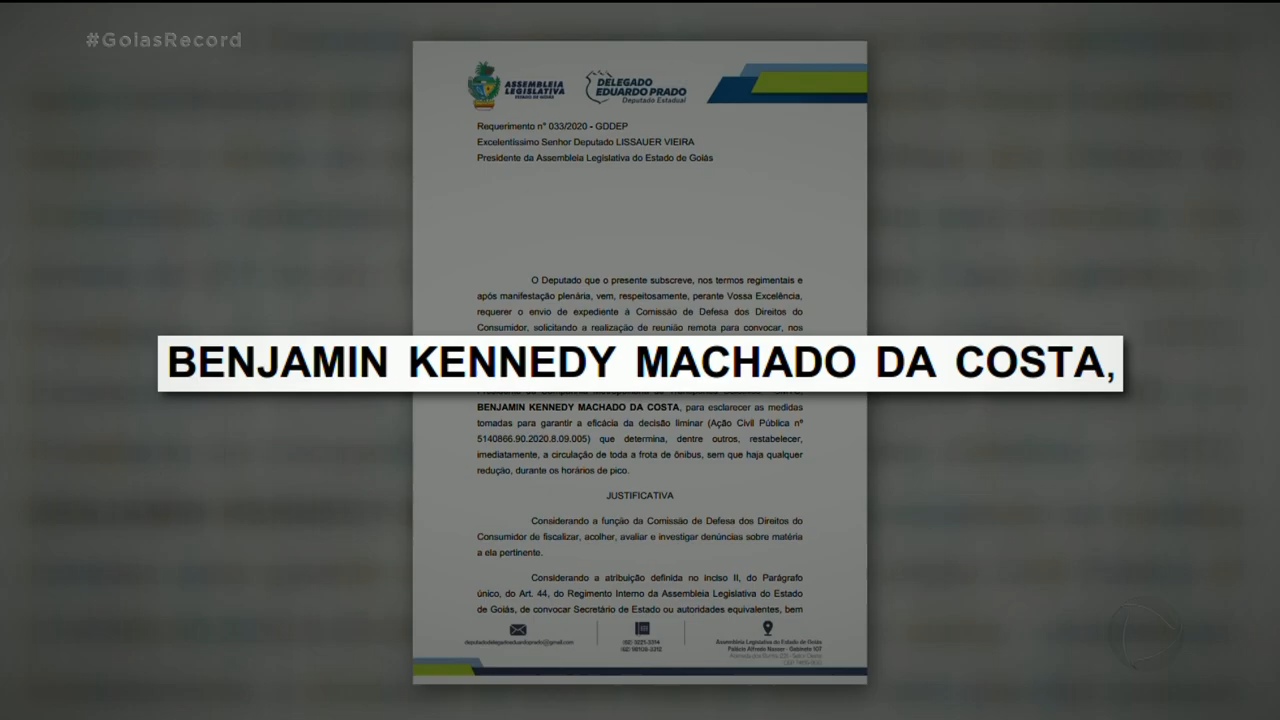 #GoiasRecord
ASSEMBLEIA
LEGISLATIVA
ESTADO DE GOIÁS
DELEGADO
EDUARDO PRADO
Deputado Estadual
Requerimento n° 033/2020 - GDDEP
Excelentíssimo Senhor Deputado LISSAUER VIEIRA
Presidente da Assembleia Legislativa do Estado de Goiás
O Deputado que o presente subscreve, nos termos regimentais e
após manifestação plenária, vem, respeitosamente, perante Vossa Excelência,
requerer o envio de expediente à Comissão de Defesa dos Direitos do
Consumidor, solicitando a realização de reunião remota para convocar, nos
BENJAMIN KENNEDY MACHADO DA COSTA,
BENJAMIN KENNEDY MACHADO DA COSTA, para esclarecer as medidas
tomadas para garantir a eficácia da decisão liminar (Ação Civil Pública nº
5140866.90.2020.8.09.005) que determina, dentre outros, restabelecer,
imediatamente, a circulação de toda a frota de ônibus, sem que haja qualquer
redução, durante os horários de pico.
JUSTIFICATIVA
Considerando a função da Comissão de Defesa dos Direitos do
Consumidor de fiscalizar, acolher, avaliar e investigar denúncias sobre matéria
a ela pertinente.
Considerando a atribuição definida no inciso II, do Parágrafo
único, do Art. 44, do Regimento Interno da Assembleia Legislativa do Estado
de Goiás, de convocar Secretário de Estado ou autoridades equivalentes, bem
deputadodelegadoeduardoprado@gmail.com
Assembleia Legislativa do Estado de Goiás